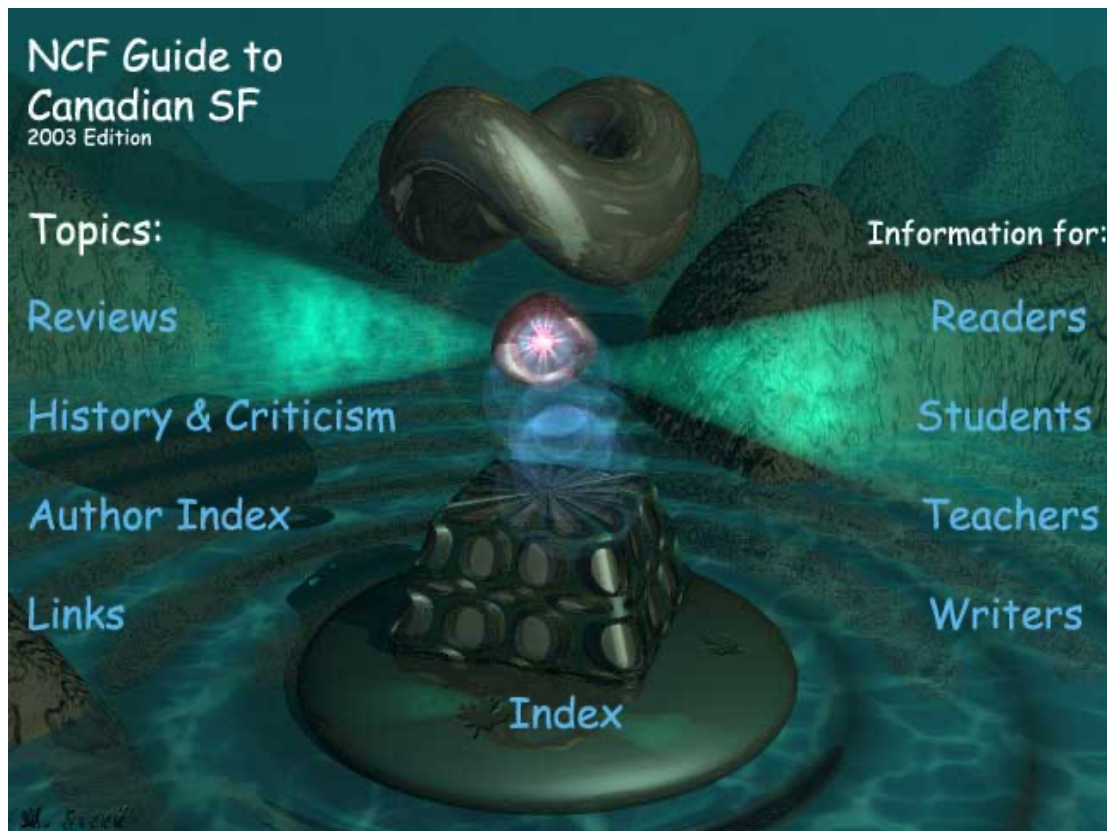 NCF Guide to
Canadian SF
2003 Edition
Topics:
Information for:
Reviews
Readers
History & Criticism
Students
Author Index
Teachers
Links
Writers
Index